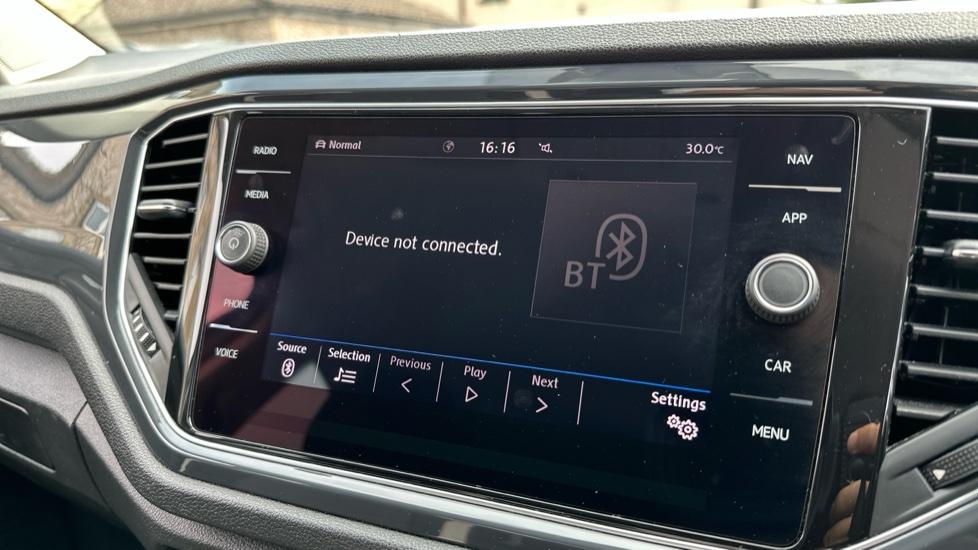 RADIO
MEDIA
PHONE
VOICE
Normal 16:16 30.0°C
Device not connected.
BT
Source Selection Previous Play Next Settings
NAV
APP
CAR
MENU